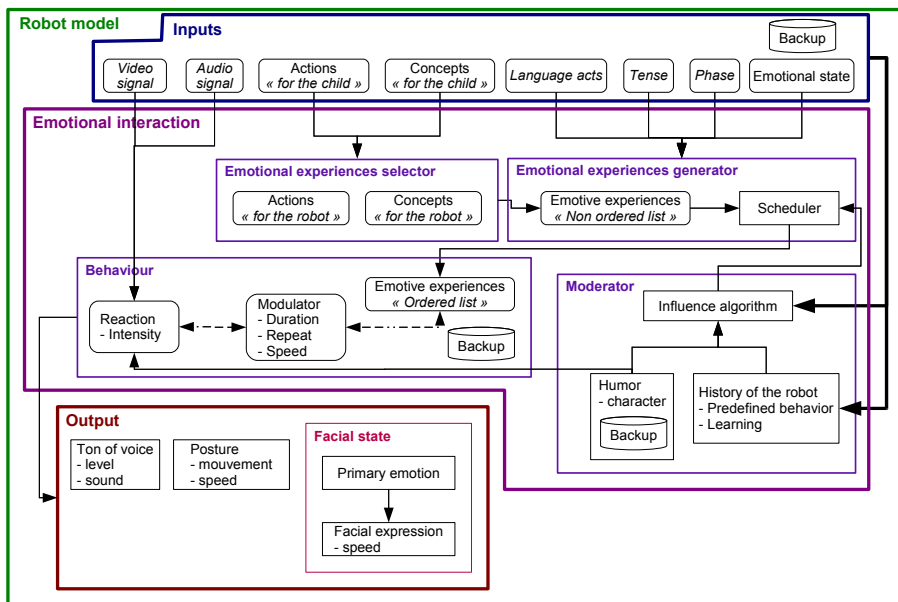 Robot model
Inputs
Backup
Video
signal
Audio
signal
Actions
« for the child »
Concepts
« for the child »
Language acts
Tense
Phase
Emotional state
Emotional interaction
Emotional experiences selector
Actions
« for the robot »
Concepts
« for the robot »
Emotional experiences generator
Emotive experiences
« Non ordered list »
Scheduler
Behaviour
Reaction
- Intensity
Modulator
- Duration
- Repeat
- Speed
Emotive experiences
« Ordered list »
Backup
Moderator
Influence algorithm
Humor
- character
Backup
History of the robot
- Predefined behavior
- Learning
Output
Ton of voice
- level
- sound
Posture
- mouvement
- speed
Facial state
Primary emotion
Facial expression
- speed